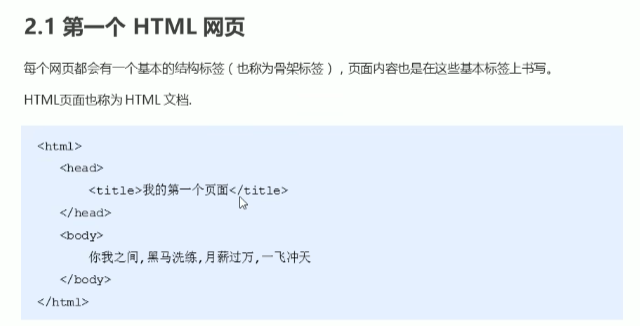 2.1 第一个 HTML 网页
每个网页都会有一个基本的结构标签（也称为骨架标签），页面内容也是在这些基本标签上书写。
HTML页面也称为 HTML 文档.
<html>
<head>
<title>我的第一个页面</title>
</head>
<body>
你我之间,黑马洗练,月薪过万,一飞冲天
</body>
</html>